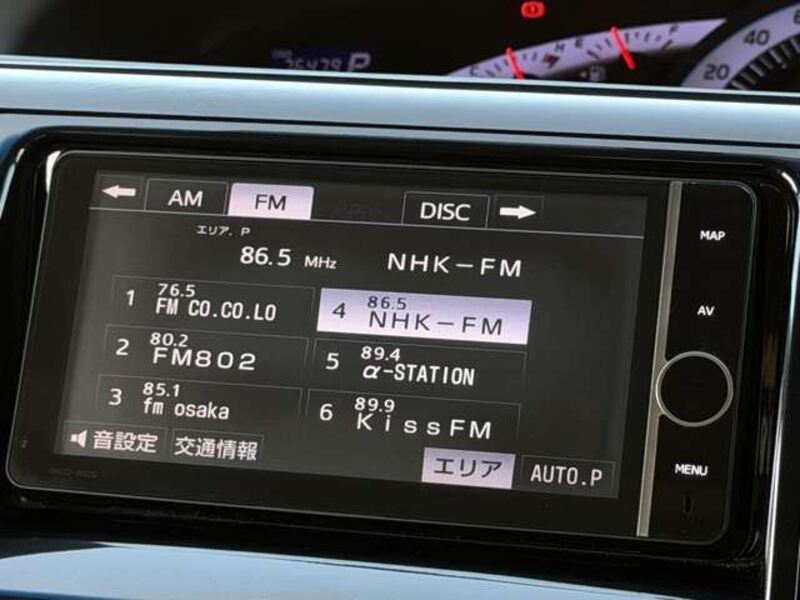 P
C
H
E
F
20
40
AM
FM
DISC
エリア. P
86.5 MHz
NHK-FM
1 76.5 FM CO.CO.LO
2 80.2 FM802
3 85.1 fm osaka
4 86.5 NHK-FM
5 89.4 α-STATION
6 89.9 KissFM
音設定
交通情報
エリア
AUTO.P
MAP
AV
MENU